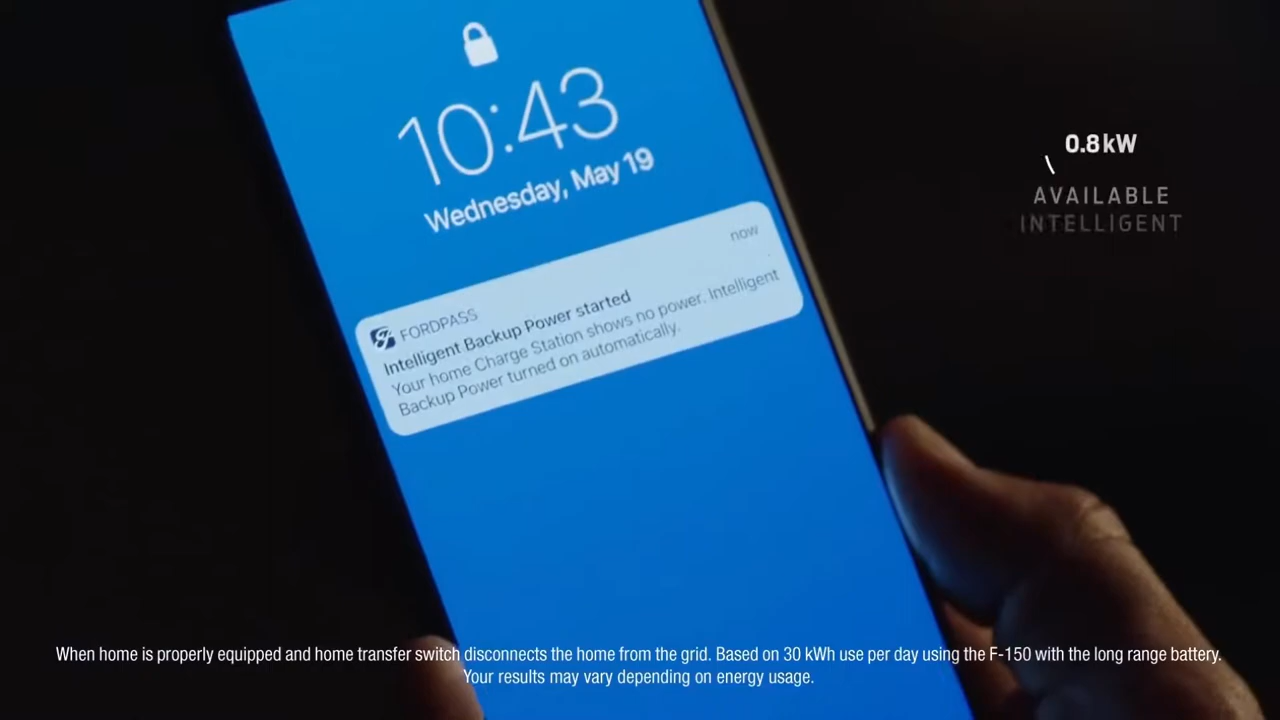 10:43
Wednesday, May 19
now
FORDPASS
Intelligent Backup Power started
Your home Charge Station shows no power. Intelligent
Backup Power turned on automatically.
0.8 kW
AVAILABLE
INTELLIGENT
When home is properly equipped and home transfer switch disconnects the home from the grid. Based on 30 kWh use per day using the F-150 with the long range battery.
Your results may vary depending on energy usage.